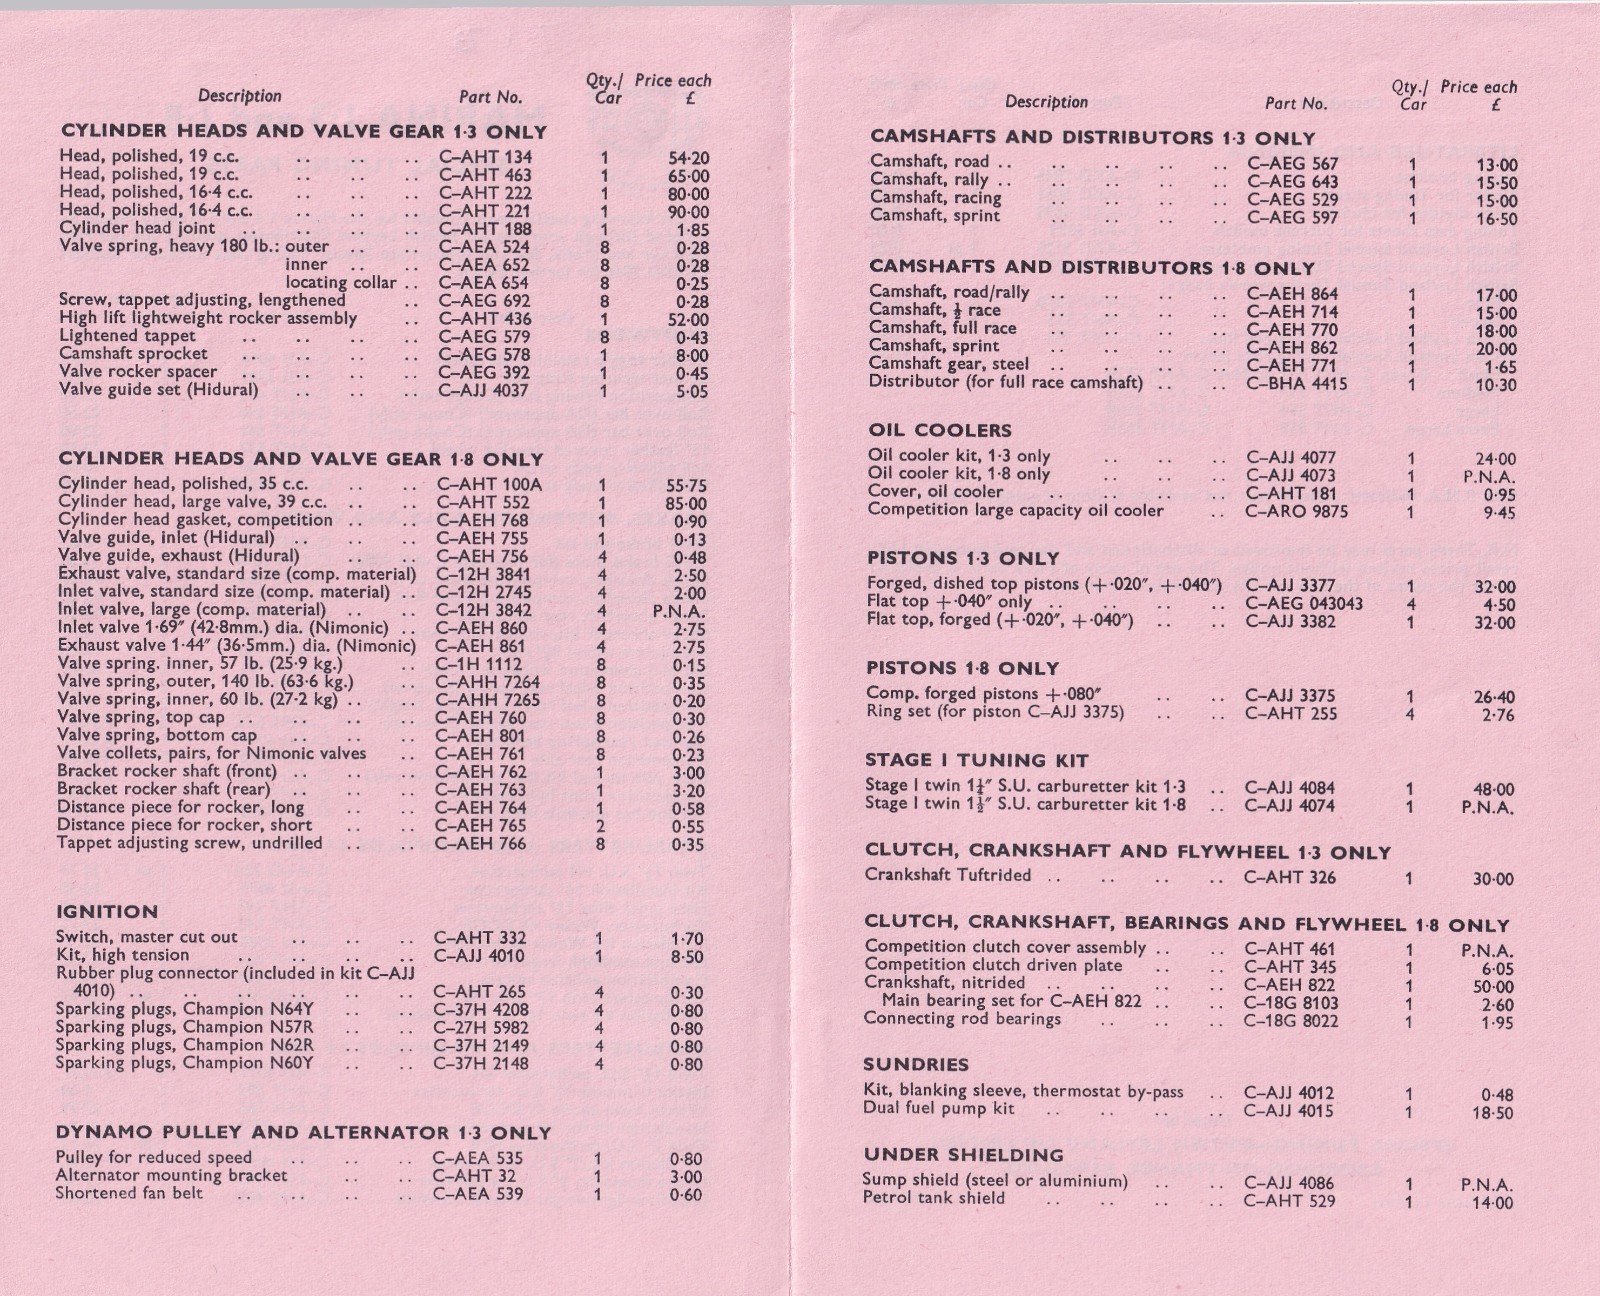 Description Part No. Qty./ Car Price each £
CYLINDER HEADS AND VALVE GEAR 1·3 ONLY
Head, polished, 19 c.c. .. .. .. C–AHT 134 1 54·20
Head, polished, 19 c.c. .. .. .. C–AHT 463 1 65·00
Head, polished, 16·4 c.c. .. .. .. C–AHT 222 1 80·00
Head, polished, 16·4 c.c. .. .. .. C–AHT 221 1 90·00
Cylinder head joint .. .. .. .. C–AHT 188 1 1·85
Valve spring, heavy 180 lb.: outer .. .. C–AEA 524 8 0·28
inner .. .. C–AEA 652 8 0·28
locating collar .. C–AEA 654 8 0·25
Screw, tappet adjusting, lengthened .. C–AEG 692 8 0·28
High lift lightweight rocker assembly .. C–AHT 436 1 52·00
Lightened tappet .. .. .. .. C–AEG 579 8 0·43
Camshaft sprocket .. .. .. C–AEG 578 1 8·00
Valve rocker spacer .. .. .. .. C–AEG 392 1 0·45
Valve guide set (Hidural) .. .. .. C–AJJ 4037 1 5·05
CYLINDER HEADS AND VALVE GEAR 1·8 ONLY
Cylinder head, polished, 35 c.c. .. .. C–AHT 100A 1 55·75
Cylinder head, large valve, 39 c.c. .. .. C–AHT 552 1 85·00
Cylinder head gasket, competition .. .. C–AEH 768 1 0·90
Valve guide, inlet (Hidural) .. .. .. C–AEH 755 1 0·13
Valve guide, exhaust (Hidural) .. .. C–AEH 756 4 0·48
Exhaust valve, standard size (comp. material) C–12H 3841 4 2·50
Inlet valve, standard size (comp. material) .. C–12H 2745 4 2·00
Inlet valve, large (comp. material) .. .. C–12H 3842 4 P.N.A.
Inlet valve 1·69″ (42·8mm.) dia. (Nimonic) .. C–AEH 860 4 2·75
Exhaust valve 1·44″ (36·5mm.) dia. (Nimonic) C–AEH 861 4 2·75
Valve spring. inner, 57 lb. (25·9 kg.) .. C–1H 1112 8 0·15
Valve spring, outer, 140 lb. (63·6 kg.) .. C–AHH 7264 8 0·35
Valve spring, inner, 60 lb. (27·2 kg) .. .. C–AHH 7265 8 0·20
Valve spring, top cap .. .. .. .. C–AEH 760 8 0·30
Valve spring, bottom cap .. .. .. C–AEH 801 8 0·26
Valve collets, pairs, for Nimonic valves .. C–AEH 761 8 0·23
Bracket rocker shaft (front) .. .. .. C–AEH 762 1 3·00
Bracket rocker shaft (rear) .. .. .. C–AEH 763 1 3·20
Distance piece for rocker, long .. .. C–AEH 764 1 0·58
Distance piece for rocker, short .. .. C–AEH 765 2 0·55
Tappet adjusting screw, undrilled .. .. C–AEH 766 8 0·35
IGNITION
Switch, master cut out .. .. .. C–AHT 332 1 1·70
Kit, high tension .. .. .. .. C–AJJ 4010 1 8·50
Rubber plug connector (included in kit C–AJJ
4010) .. .. .. .. .. .. C–AHT 265 4 0·30
Sparking plugs, Champion N64Y .. .. C–37H 4208 4 0·80
Sparking plugs, Champion N57R .. .. C–27H 5982 4 0·80
Sparking plugs, Champion N62R .. .. C–37H 2149 4 0·80
Sparking plugs, Champion N60Y .. .. C–37H 2148 4 0·80
DYNAMO PULLEY AND ALTERNATOR 1·3 ONLY
Pulley for reduced speed .. .. .. C–AEA 535 1 0·80
Alternator mounting bracket .. .. C–AHT 32 1 3·00
Shortened fan belt .. .. .. .. C–AEA 539 1 0·60
Description Part No. Qty./ Car Price each £
CAMSHAFTS AND DISTRIBUTORS 1·3 ONLY
Camshaft, road .. .. .. .. .. C–AEG 567 1 13·00
Camshaft, rally .. .. .. .. .. C–AEG 643 1 15·50
Camshaft, racing .. .. .. .. C–AEG 529 1 15·00
Camshaft, sprint .. .. .. .. C–AEG 597 1 16·50
CAMSHAFTS AND DISTRIBUTORS 1·8 ONLY
Camshaft, road/rally .. .. .. .. C–AEH 864 1 17·00
Camshaft, ½ race .. .. .. .. C–AEH 714 1 15·00
Camshaft, full race .. .. .. .. C–AEH 770 1 18·00
Camshaft, sprint .. .. .. .. C–AEH 862 1 20·00
Camshaft gear, steel .. .. .. .. C–AEH 771 1 1·65
Distributor (for full race camshaft) .. .. C–BHA 4415 1 10·30
OIL COOLERS
Oil cooler kit, 1·3 only .. .. .. C–AJJ 4077 1 24·00
Oil cooler kit, 1·8 only .. .. .. C–AJJ 4073 1 P.N.A.
Cover, oil cooler .. .. .. .. C–AHT 181 1 0·95
Competition large capacity oil cooler .. C–ARO 9875 1 9·45
PISTONS 1·3 ONLY
Forged, dished top pistons (+·020″, +·040″) C–AJJ 3377 1 32·00
Flat top +·040″ only .. .. .. .. C–AEG 043043 4 4·50
Flat top, forged (+·020″, +·040″) .. .. C–AJJ 3382 1 32·00
PISTONS 1·8 ONLY
Comp. forged pistons +·080″ .. .. C–AJJ 3375 1 26·40
Ring set (for piston C–AJJ 3375) .. .. C–AHT 255 4 2·76
STAGE I TUNING KIT
Stage I twin 1¼″ S.U. carburetter kit 1·3 .. C–AJJ 4084 1 48·00
Stage I twin 1½″ S.U. carburetter kit 1·8 .. C–AJJ 4074 1 P.N.A.
CLUTCH, CRANKSHAFT AND FLYWHEEL 1·3 ONLY
Crankshaft Tuftrided .. .. .. .. C–AHT 326 1 30·00
CLUTCH, CRANKSHAFT, BEARINGS AND FLYWHEEL 1·8 ONLY
Competition clutch cover assembly .. .. C–AHT 461 1 P.N.A.
Competition clutch driven plate .. .. C–AHT 345 1 6·05
Crankshaft, nitrided .. .. .. .. C–AEH 822 1 50·00
Main bearing set for C–AEH 822 .. .. C–18G 8103 1 2·60
Connecting rod bearings .. .. .. C–18G 8022 1 1·95
SUNDRIES
Kit, blanking sleeve, thermostat by-pass .. C–AJJ 4012 1 0·48
Dual fuel pump kit .. .. .. .. C–AJJ 4015 1 18·50
UNDER SHIELDING
Sump shield (steel or aluminium) .. .. C–AJJ 4086 1 P.N.A.
Petrol tank shield .. .. .. .. C–AHT 529 1 14·00